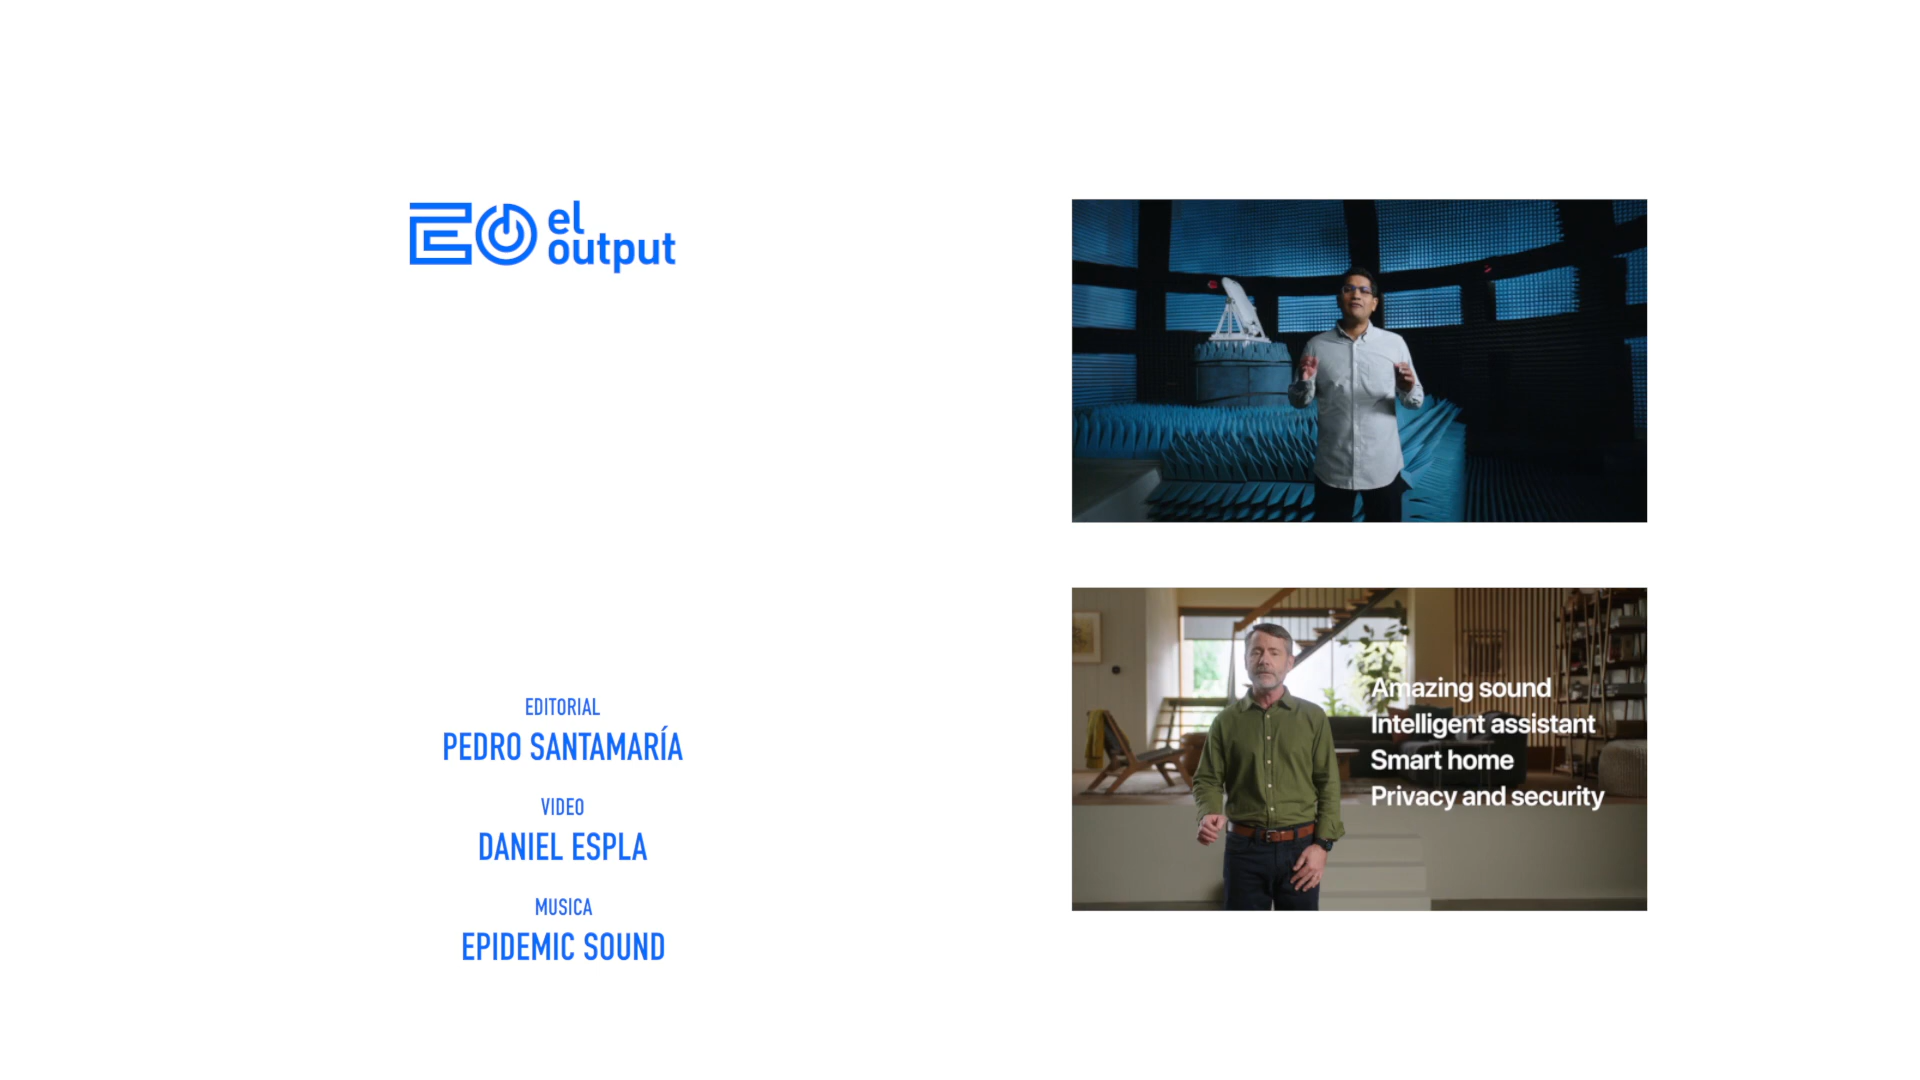 el
output
EDITORIAL
PEDRO SANTAMARÍA
VIDEO
DANIEL ESPLA
MUSICA
EPIDEMIC SOUND
Amazing sound
Intelligent assistant
Smart home
Privacy and security